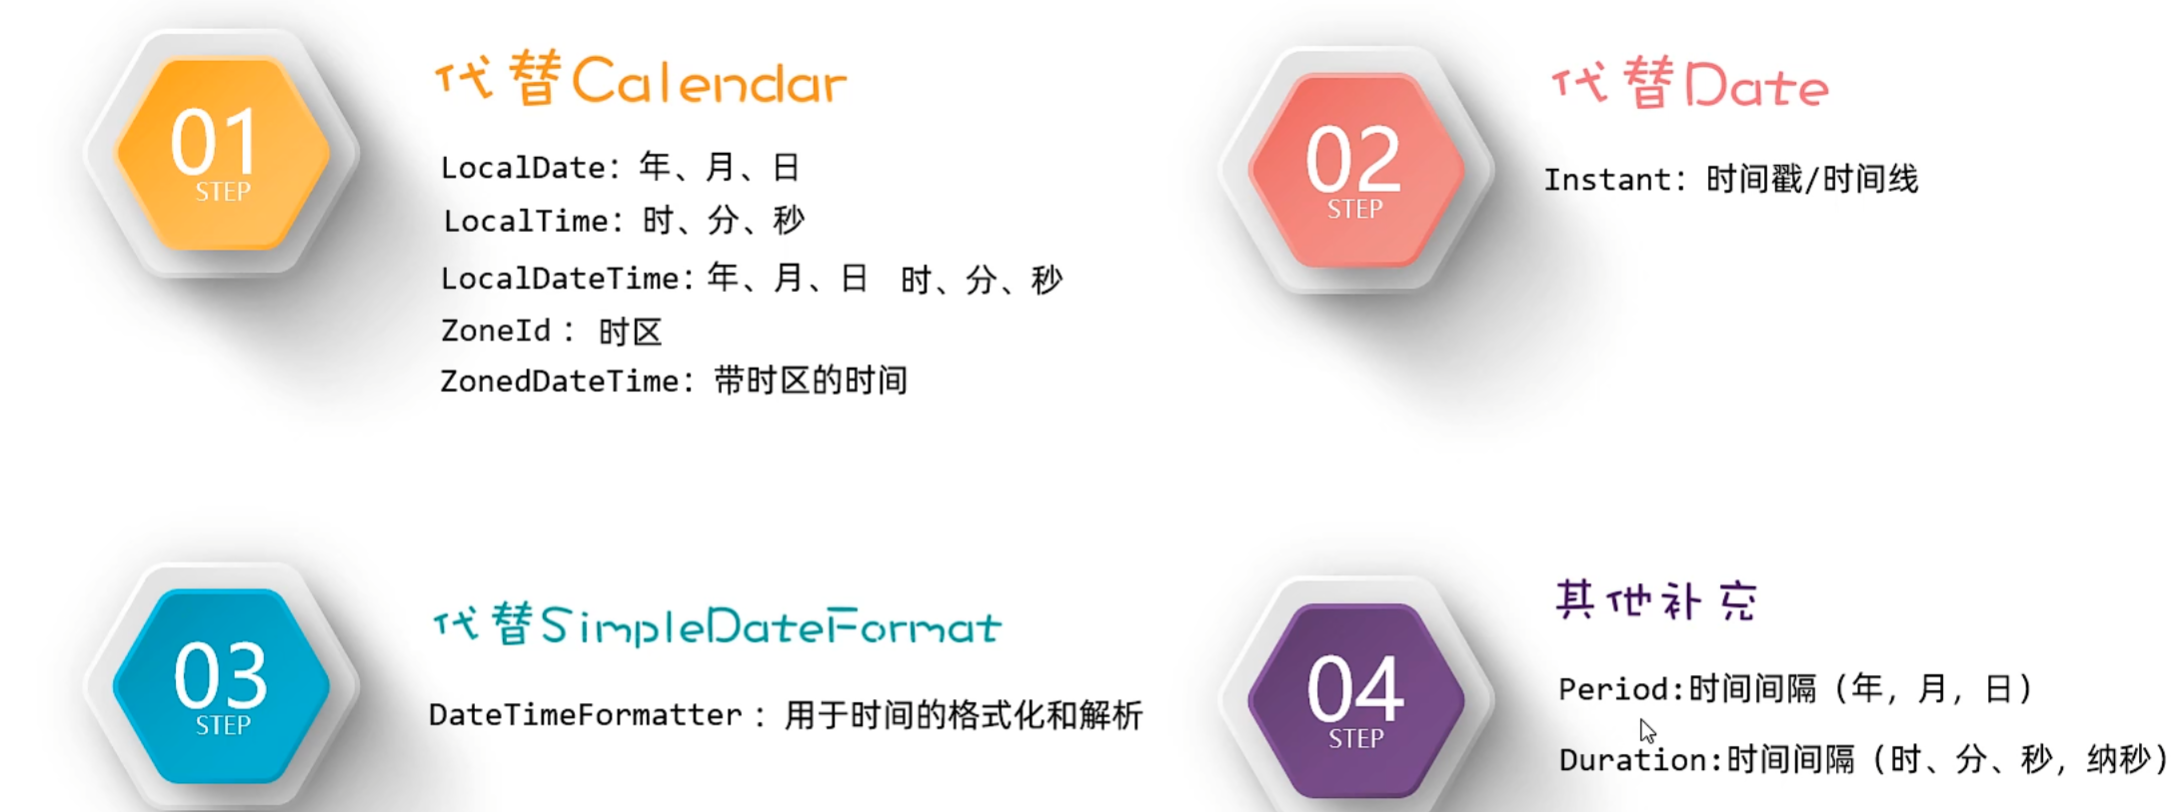 01
STEP
代替Calendar
LocalDate：年、月、日
LocalTime：时、分、秒
LocalDateTime：年、月、日 时、分、秒
ZoneId： 时区
ZonedDateTime：带时区的时间
02
STEP
代替Date
Instant：时间戳/时间线
03
STEP
代替SimpleDateFormat
DateTimeFormatter： 用于时间的格式化和解析
04
STEP
其他补充
Period:时间间隔（年，月，日）
Duration:时间间隔（时、分、秒，纳秒）